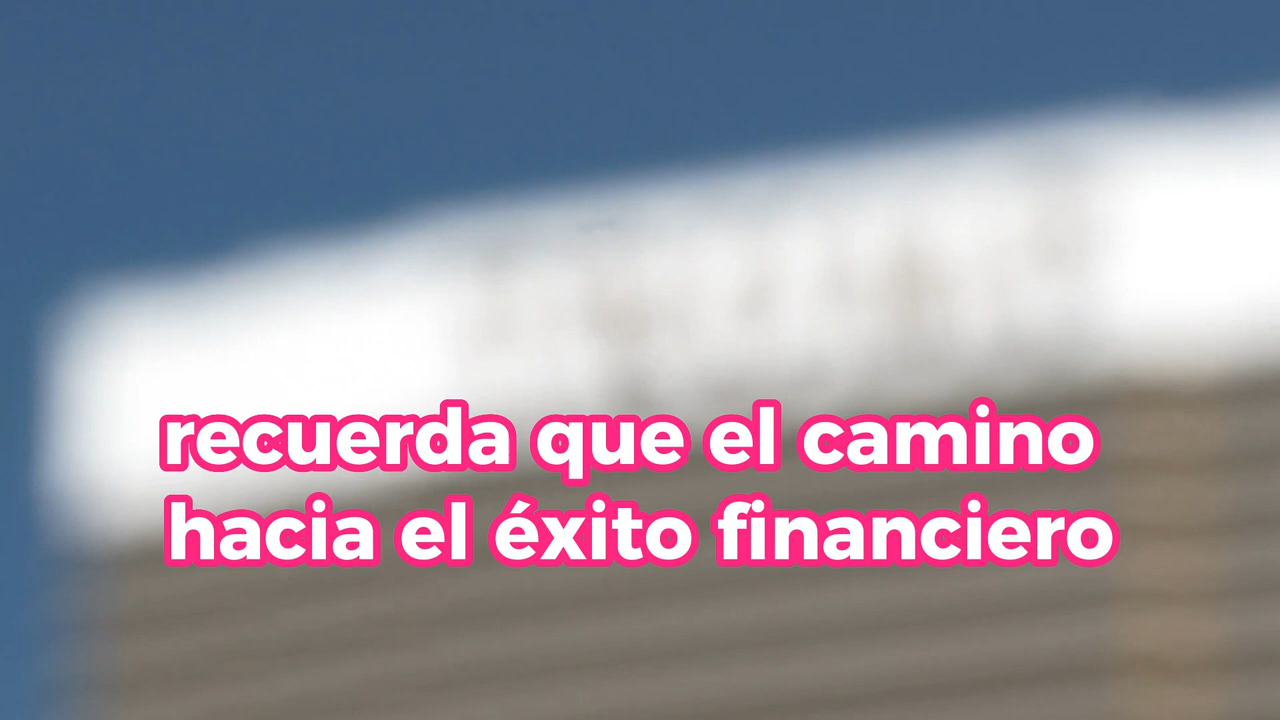 recuerda que el camino
hacia el éxito financiero